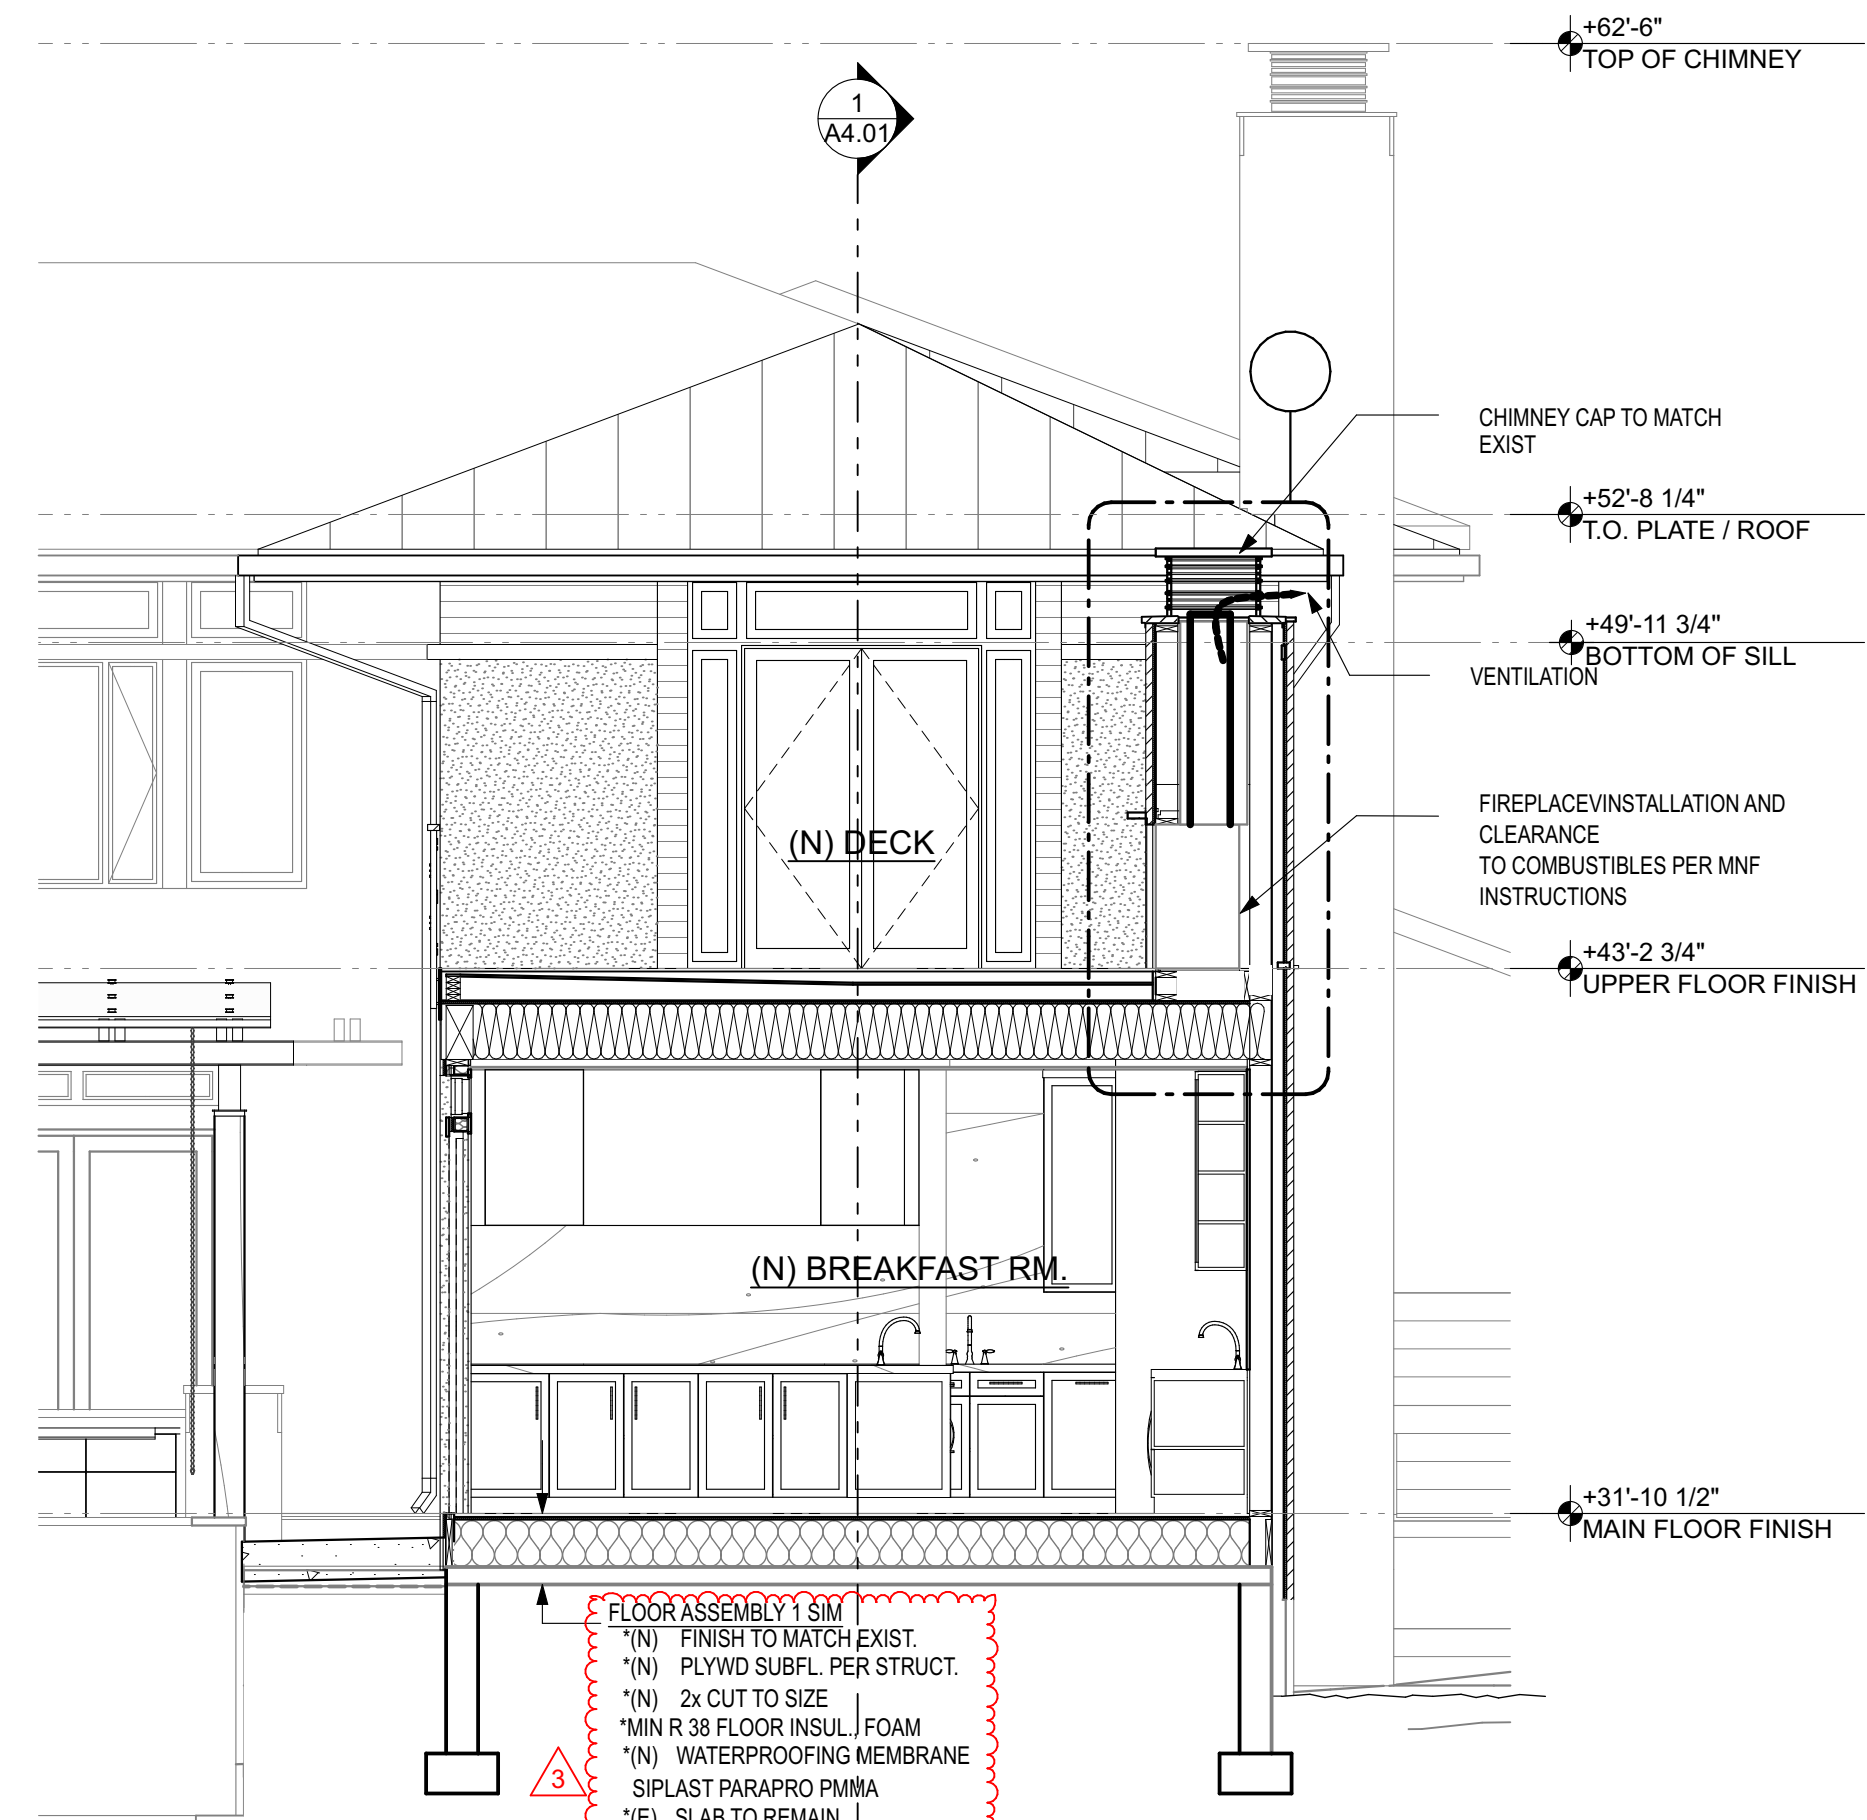 +62'-6"
TOP OF CHIMNEY
1
A4.01
CHIMNEY CAP TO MATCH
EXIST
+52'-8 1/4"
T.O. PLATE / ROOF
+49'-11 3/4"
BOTTOM OF SILL
VENTILATION
FIREPLACEVINSTALLATION AND
CLEARANCE
TO COMBUSTIBLES PER MNF
INSTRUCTIONS
(N) DECK
+43'-2 3/4"
UPPER FLOOR FINISH
(N) BREAKFAST RM.
+31'-10 1/2"
MAIN FLOOR FINISH
FLOOR ASSEMBLY 1 SIM
*(N) FINISH TO MATCH EXIST.
*(N) PLYWD SUBFL. PER STRUCT.
*(N) 2x CUT TO SIZE
*MIN R 38 FLOOR INSUL., FOAM
*(N) WATERPROOFING MEMBRANE
SIPLAST PARAPRO PMMA
*(E) SLAB TO REMAIN
3